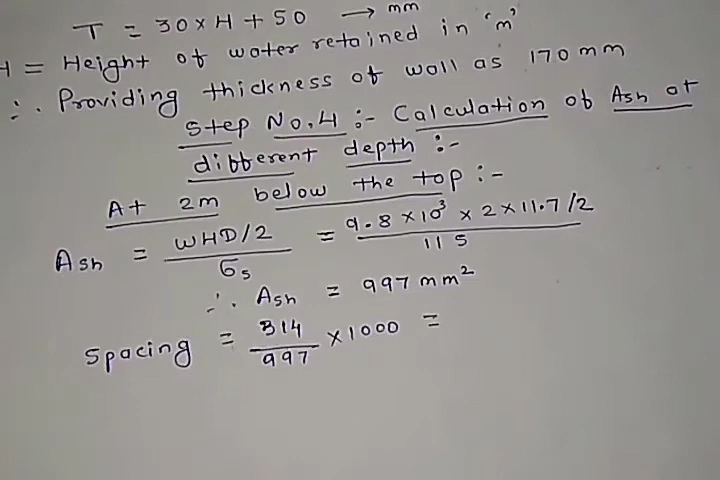 T = 30 x H + 50 → mm
H = Height of water retained in 'm'
∴ Providing thickness of wall as 170 mm
Step No. 4 :- Calculation of Ash at
different depth :-
At 2m below the top :-
Ash = WHD/2 / σs = 9.8 x 10³ x 2 x 11.7/2 / 115
∴ Ash = 997 mm²
Spacing = 314/997 x 1000 =